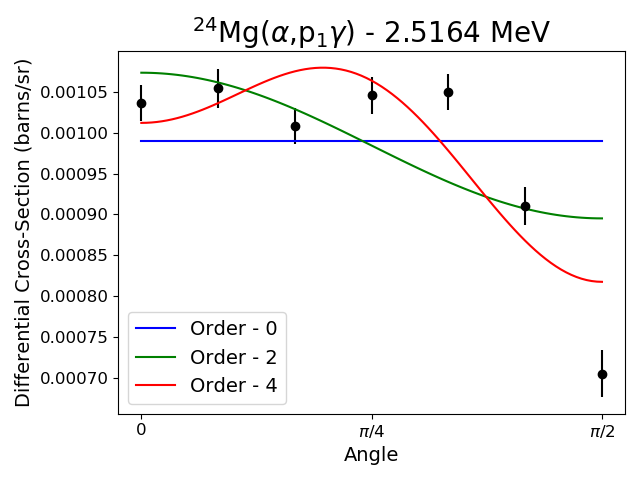 ²⁴Mg(α,p₁γ) - 2.5164 MeV
Differential Cross-Section (barns/sr)
0.00105
0.00100
0.00095
0.00090
0.00085
0.00080
0.00075
0.00070
Order - 0
Order - 2
Order - 4
0 π/4 π/2
Angle